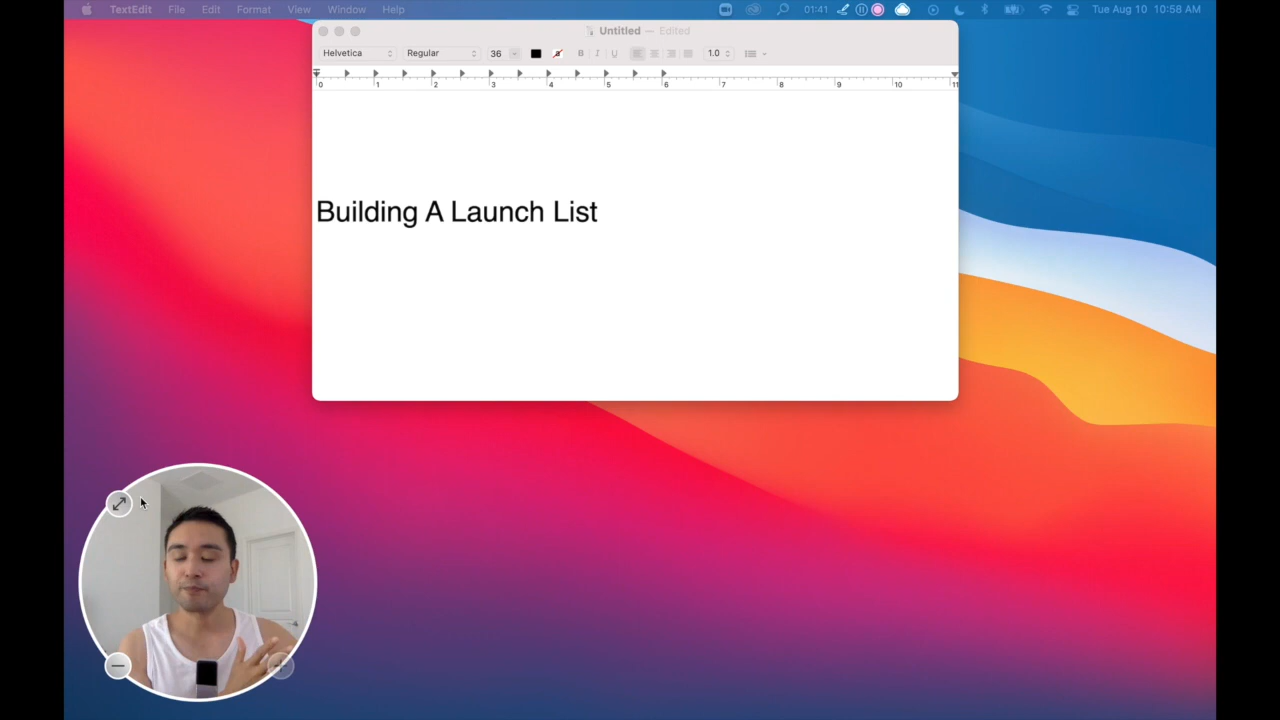 TextEdit File Edit Format View Window Help 01:41 Tue Aug 10 10:58 AM
Untitled — Edited
Helvetica Regular 36 a B I U 1.0
0 1 2 3 4 5 6 7 8 9 10 11
Building A Launch List